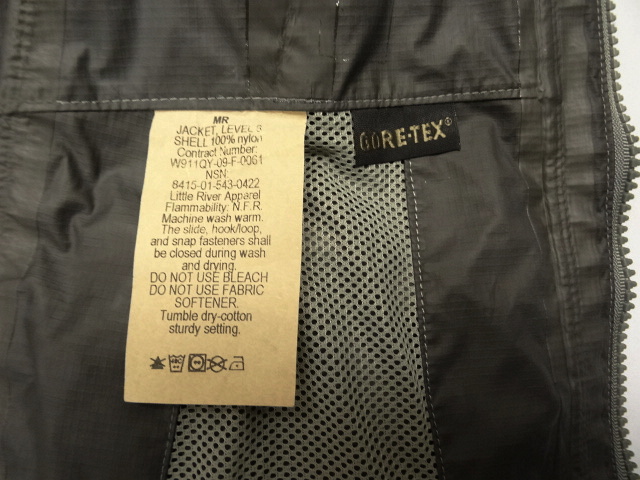 MR
JACKET, LEVEL 6
SHELL 100% nylon
Contract Number:
W911QY-09-F-0061
NSN:
8415-01-543-0422
Little River Apparel
Flammability: N.F.R.
Machine wash warm.
The slide, hook/loop,
and snap fasteners shall
be closed during wash
and drying.
DO NOT USE BLEACH
DO NOT USE FABRIC
SOFTENER.
Tumble dry-cotton
sturdy setting.
GORE-TEX®